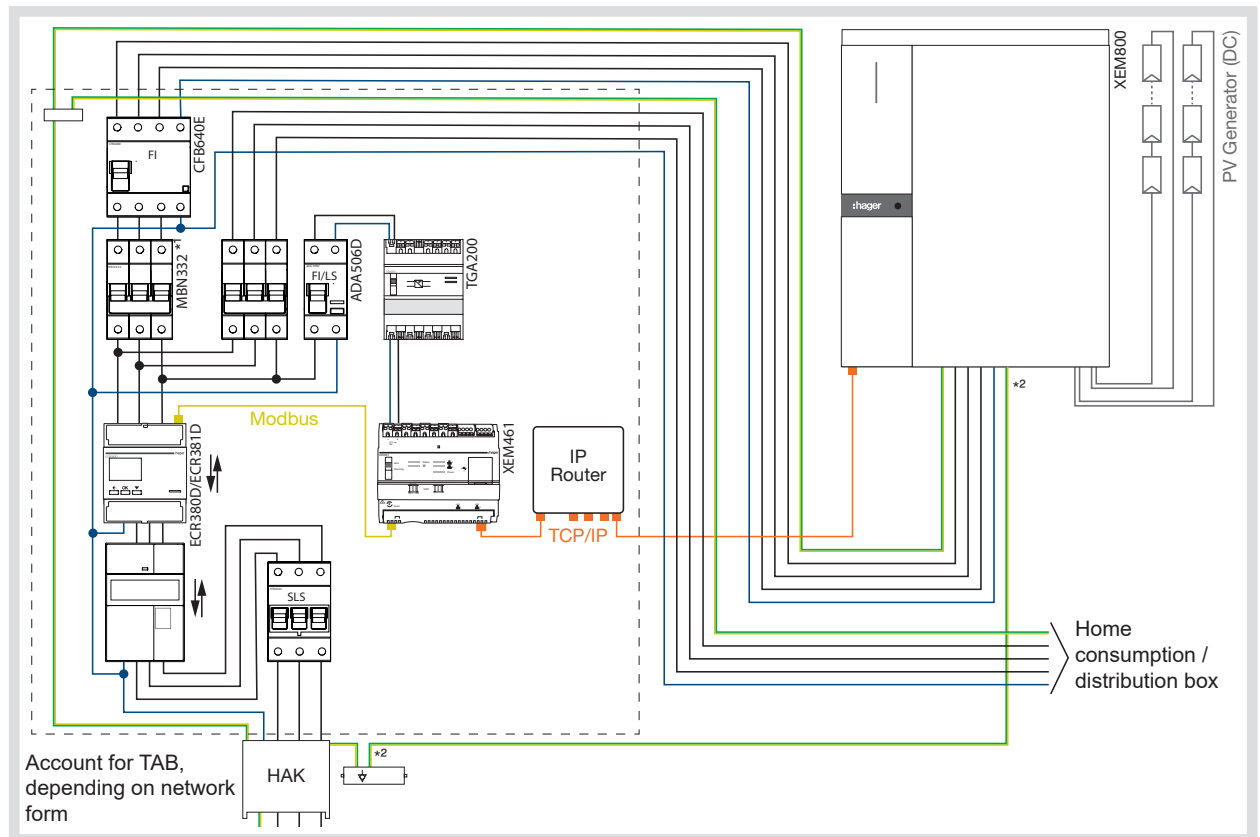 CFB640E
FI
MBN332 *1
FI/LS
ADA506D
TGA200
XEM800
PV Generator (DC)
:hager
*2
Modbus
ECR380D/ECR381D
OK
XEM461
IP
Router
TCP/IP
SLS
Home
consumption /
distribution box
Account for TAB,
depending on network
form
HAK
*2